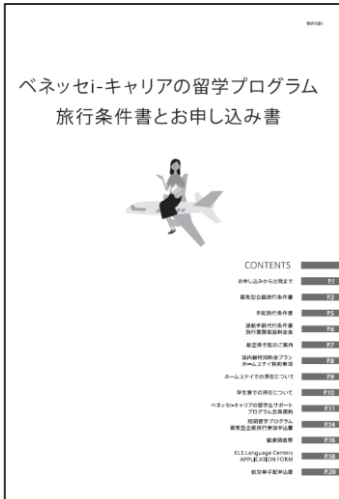 ベネッセi-キャリアの留学プログラム
旅行条件書とお申し込み書
CONTENTS
お申し込みから出発まで P.1
募集型企画旅行条件書 P.2
手配旅行条件書 P.5
渡航手続代行条件書
旅行業務取扱料金表 P.6
航空券手配のご案内 P.7
国内線特別料金プラン
ホームステイ誓約事項 P.8
ホームステイでの滞在について P.9
学生寮での滞在について P.10
ベネッセi-キャリアの留学生サポート
プログラム会員規約 P.11
短期留学プログラム
募集型企画旅行参加申込書 P.14
健康調査票 P.16
ELS Language Centers
APPLICATION FORM P.18
航空券手配申込書 P.20